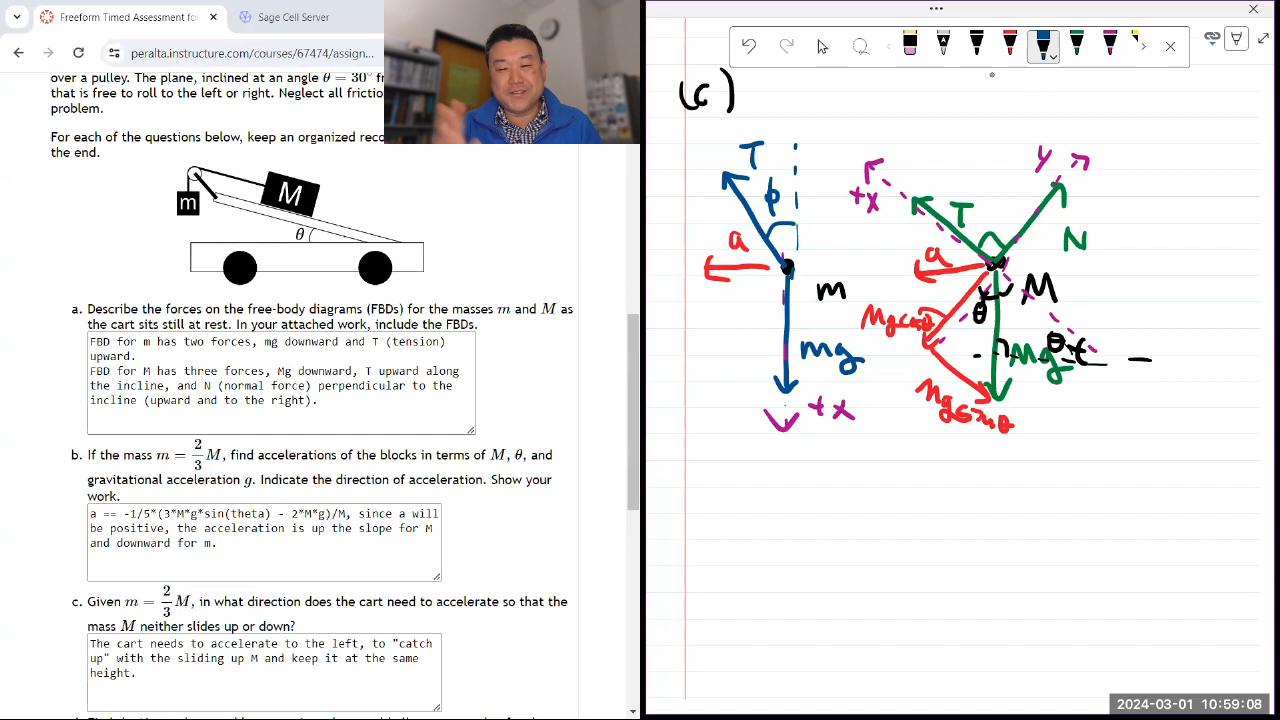 Freeform Timed Assessment for
Sage Cell Server
peralta.instructure.com/courses/
4/assign...
over a pulley. The plane, inclined at an angle θ = 30° fr
that is free to roll to the left or right. Neglect all friction
problem.
For each of the questions below, keep an organized reco
the end.
m
M
θ
a. Describe the forces on the free-body diagrams (FBDs) for the masses m and M as
the cart sits still at rest. In your attached work, include the FBDs.
FBD for m has two forces, mg downward and T (tension)
upward.
FBD for M has three forces, Mg downward, T upward along
the incline, and N (normal force) perpendicular to the
incline (upward and to the right).
b. If the mass m = 2/3 M, find accelerations of the blocks in terms of M, θ, and
gravitational acceleration g. Indicate the direction of acceleration. Show your
work.
a == -1/5*(3*M*g*sin(theta) - 2*M*g)/M, since a will
be positive, the acceleration is up the slope for M
and downward for m.
c. Given m = 2/3 M, in what direction does the cart need to accelerate so that the
mass M neither slides up or down?
The cart needs to accelerate to the left, to "catch
up" with the sliding up M and keep it at the same
height.
(c)
T
ϕ
a
m
mg
+x
+x
T
y
N
a
M
θ
Mg cosθ
θ
Mg
Mg sinθ
2024-03-01 10:59:08